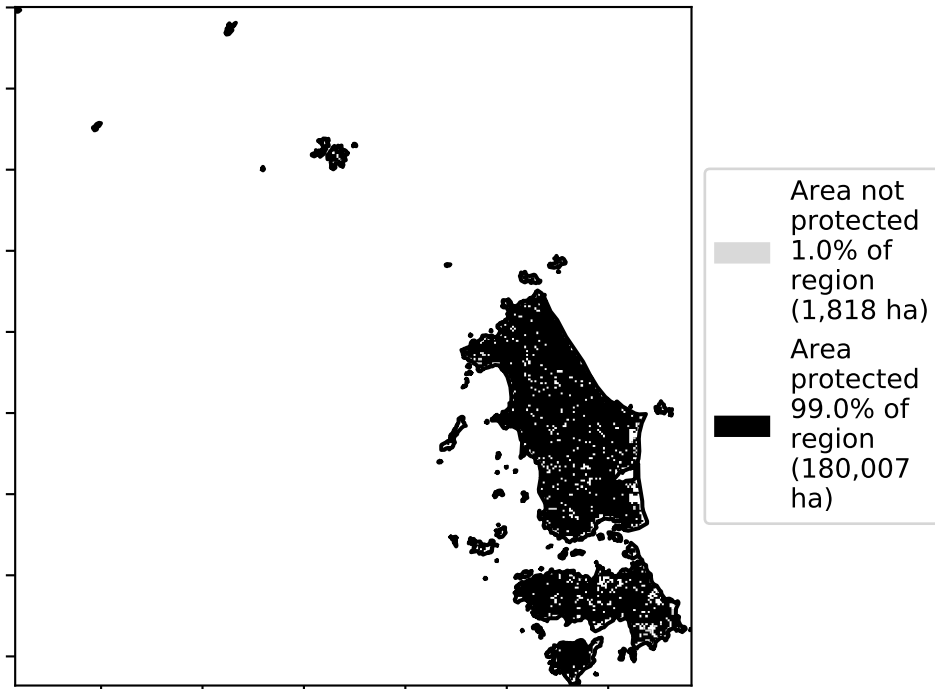 Area not
protected
1.0% of
region
(1,818 ha)
Area
protected
99.0% of
region
(180,007
ha)